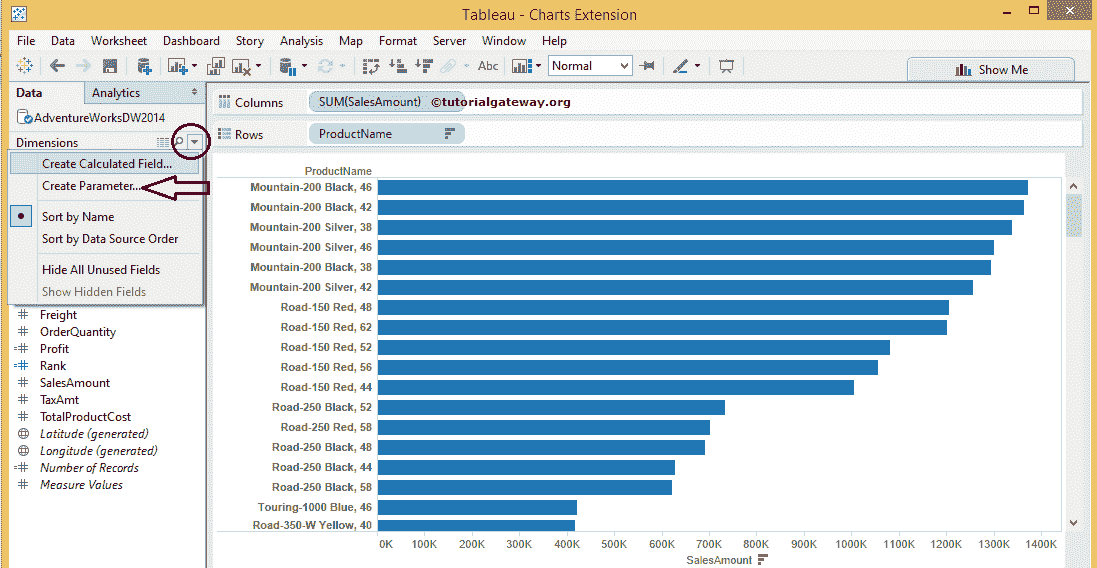 Tableau - Charts Extension
File Data Worksheet Dashboard Story Analysis Map Format Server Window Help
Abc Normal Show Me
Data Analytics
AdventureWorksDW2014
Dimensions
Create Calculated Field...
Create Parameter...
Sort by Name
Sort by Data Source Order
Hide All Unused Fields
Show Hidden Fields
Freight
OrderQuantity
Profit
Rank
SalesAmount
TaxAmt
TotalProductCost
Latitude (generated)
Longitude (generated)
Number of Records
Measure Values
Columns SUM(SalesAmount) ©tutorialgateway.org
Rows ProductName
ProductName
Mountain-200 Black, 46
Mountain-200 Black, 42
Mountain-200 Silver, 38
Mountain-200 Silver, 46
Mountain-200 Black, 38
Mountain-200 Silver, 42
Road-150 Red, 48
Road-150 Red, 62
Road-150 Red, 52
Road-150 Red, 56
Road-150 Red, 44
Road-250 Black, 52
Road-250 Red, 58
Road-250 Black, 48
Road-250 Black, 44
Road-250 Black, 58
Touring-1000 Blue, 46
Road-350-W Yellow, 40
0K 100K 200K 300K 400K 500K 600K 700K 800K 900K 1000K 1100K 1200K 1300K 1400K
SalesAmount